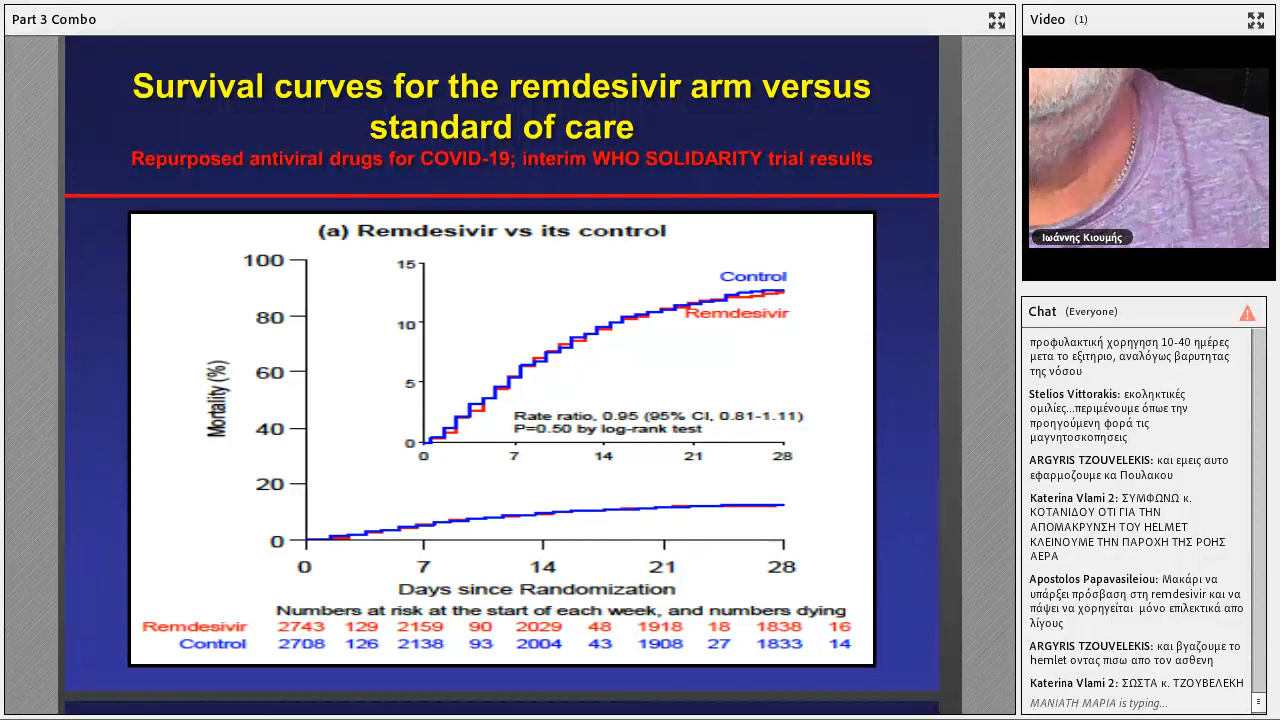 Part 3 Combo
Survival curves for the remdesivir arm versus
standard of care
Repurposed antiviral drugs for COVID-19; interim WHO SOLIDARITY trial results
(a) Remdesivir vs its control
100
80
60
40
20
0
Mortality (%)
15
10
5
0
Control
Remdesivir
Rate ratio, 0.95 (95% CI, 0.81-1.11)
P=0.50 by log-rank test
0 7 14 21 28
0 7 14 21 28
Days since Randomization
Numbers at risk at the start of each week, and numbers dying
Remdesivir 2743 129 2159 90 2029 48 1918 18 1838 16
Control 2708 126 2138 93 2004 43 1908 27 1833 14
Video (1)
Ιωάννης Κιουμής
Chat (Everyone)
προφυλακτική χορηγηση 10-40 ημέρες
μετα το εξιτηριο, αναλόγως βαρυτητας
της νόσου
Stelios Vittorakis: εκοληκτικές
ομιλίες...περιμένουμε όπωε την
προηγούμενη φορά τις
μαγνητοσκοπησεις
ARGYRIS TZOUVELEKIS: και εμεις αυτο
εφαρμοζουμε κα Πουλακου
Katerina Vlami 2: ΣΥΜΦΩΝΩ κ.
ΚΟΤΑΝΙΔΟΥ ΟΤΙ ΓΙΑ ΤΗΝ
ΑΠΟΜΑΚΡΥΝΣΗ ΤΟΥ HELMET
ΚΛΕΙΝΟΥΜΕ ΤΗΝ ΠΑΡΟΧΗ ΤΗΣ ΡΟΗΣ
ΑΕΡΑ
Apostolos Papavasileiou: Μακάρι να
υπάρξει πρόσβαση στη remdesivir και να
πάψει να χορηγείται μόνο επιλεκτικά απο
λίγους
ARGYRIS TZOUVELEKIS: και βγαζουμε το
hemlet οντας πισω απο τον ασθενη
Katerina Vlami 2: ΣΩΣΤΑ κ. ΤΖΟΥΒΕΛΕΚΗ
MANIATH MAPIA is typing...